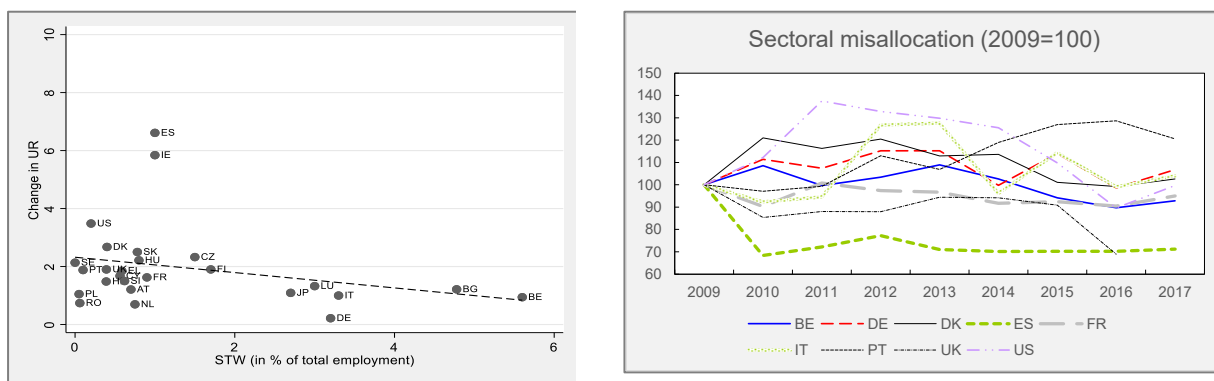 10
8
6
4
2
0
Change in UR
ES
IE
US
DK
SK
SE
HU
CZ
PT
UK
EL
FI
CY
FR
SI
AT
PL
RO
NL
JP
LU
IT
DE
BG
BE
0 2 4 6
STW (in % of total employment)
Sectoral misallocation (2009=100)
150
140
130
120
110
100
90
80
70
60
2009 2010 2011 2012 2013 2014 2015 2016 2017
BE DE DK ES FR
IT PT UK US